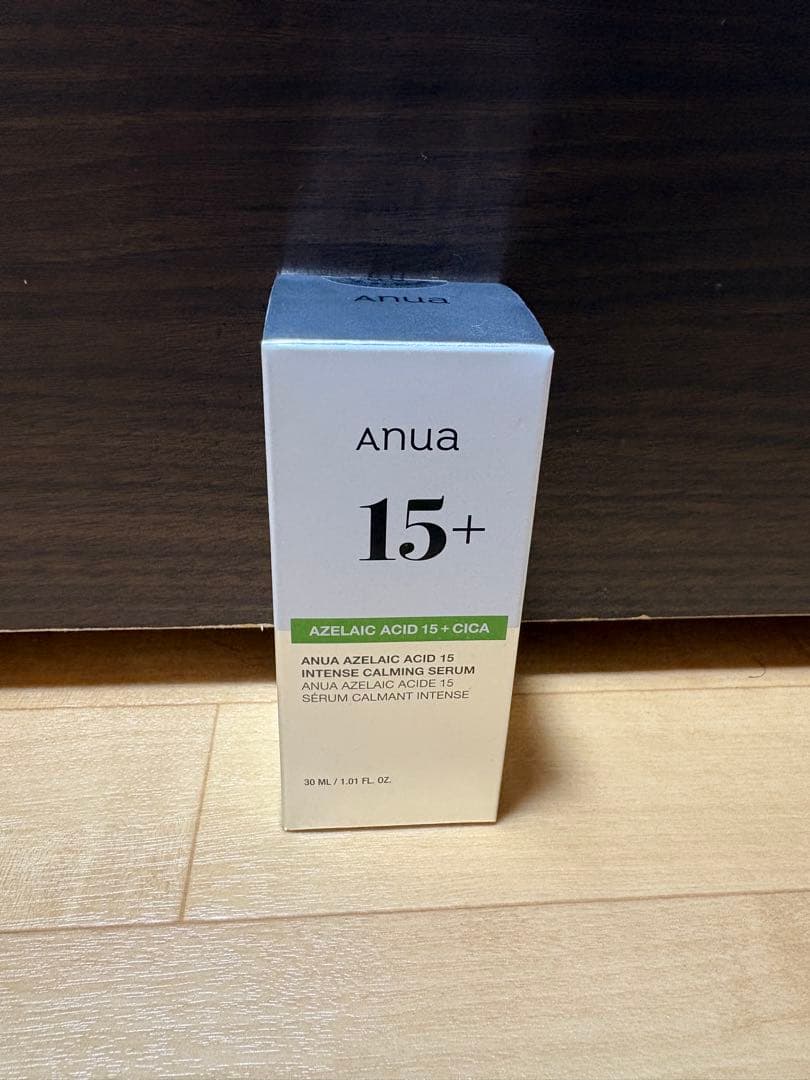 Anua
Anua
15+
AZELAIC ACID 15 + CICA
ANUA AZELAIC ACID 15
INTENSE CALMING SERUM
ANUA AZELAIC ACIDE 15
SÉRUM CALMANT INTENSE
30 ML / 1.01 FL. OZ.